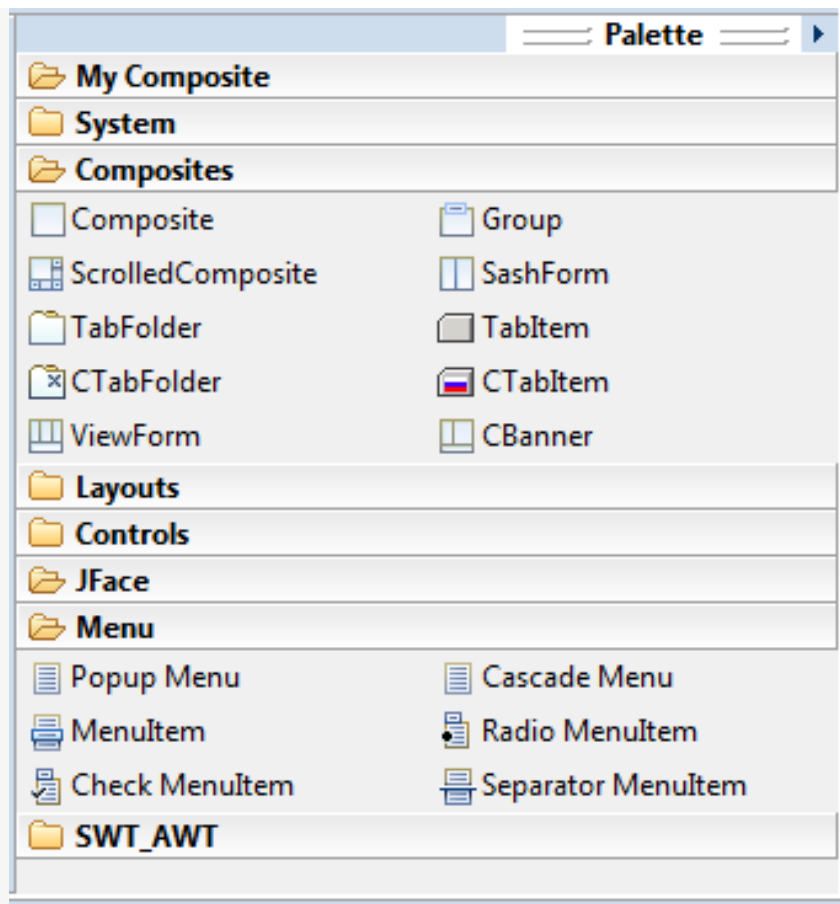 Palette
My Composite
System
Composites
Composite Group
ScrolledComposite SashForm
TabFolder TabItem
CTabFolder CTabItem
ViewForm CBanner
Layouts
Controls
JFace
Menu
Popup Menu Cascade Menu
MenuItem Radio MenuItem
Check MenuItem Separator MenuItem
SWT_AWT